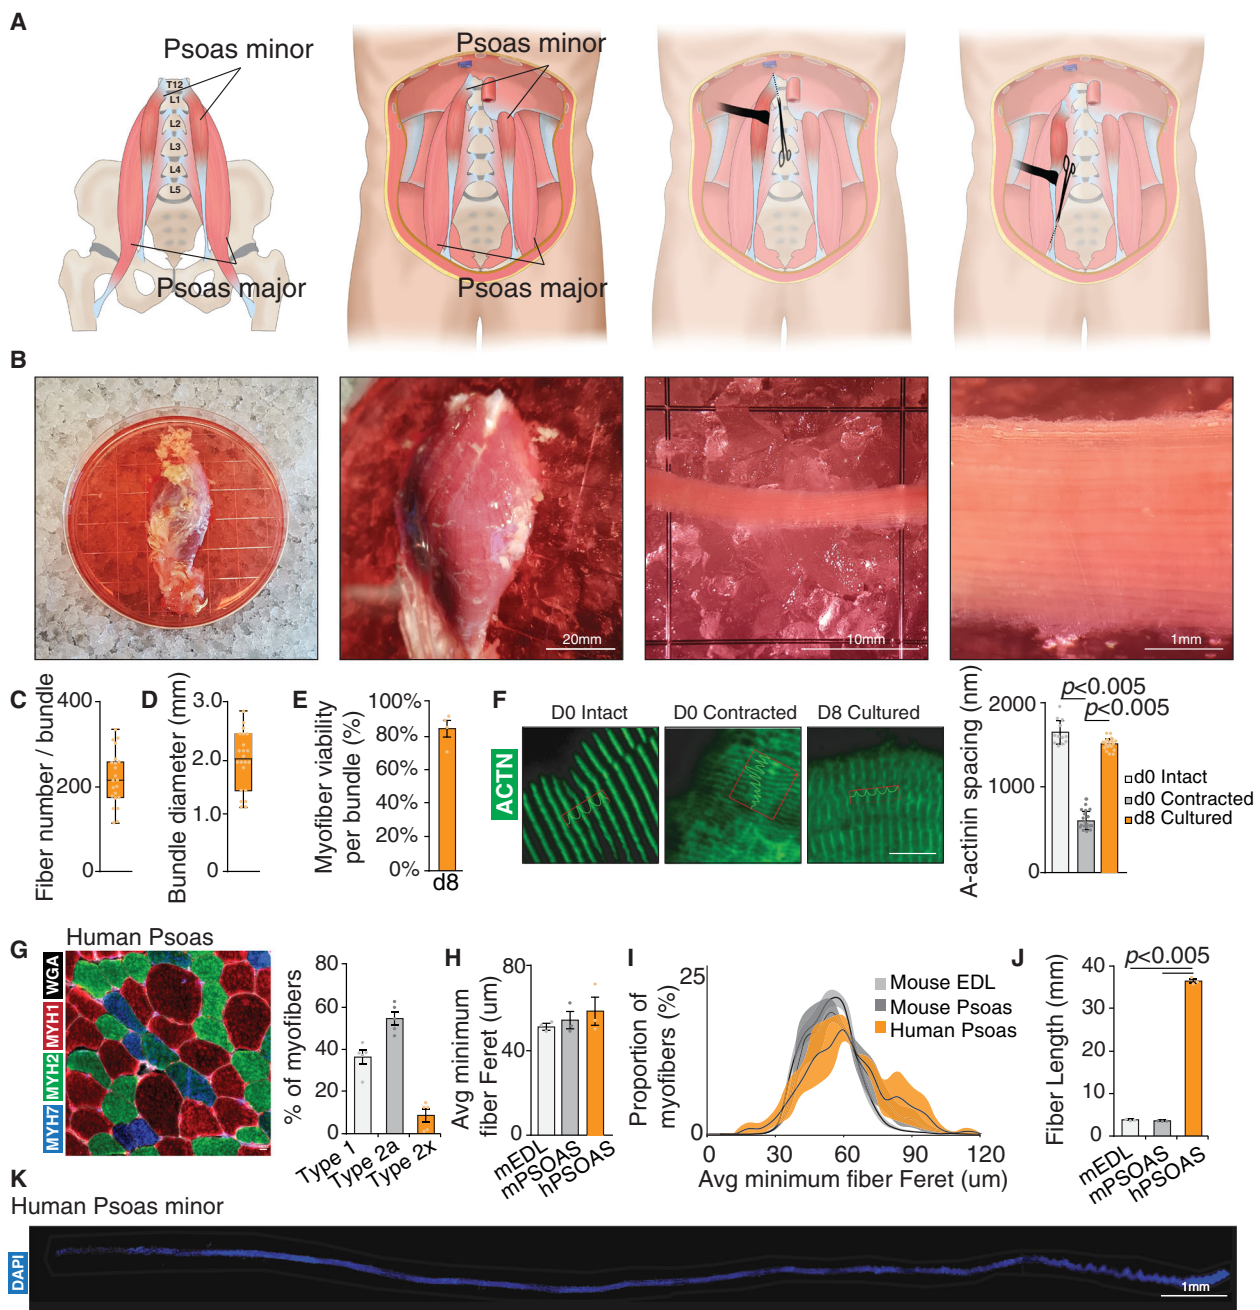 A
Psoas minor
T12
L1
L2
L3
L4
L5
Psoas major
Psoas minor
Psoas major
B
20mm
10mm
1mm
C
Fiber number / bundle
400
200
0
D
Bundle diameter (mm)
3.0
2.0
1.0
0
E
Myofiber viability
per bundle (%)
100%
80%
60%
40%
20%
0%
d8
F
ACTN
D0 Intact
D0 Contracted
D8 Cultured
A-actinin spacing (nm)
2000
1000
0
p<0.005
p<0.005
d0 Intact
d0 Contracted
d8 Cultured
G
Human Psoas
MYH7 MYH2 MYH1 WGA
% of myofibers
80
60
40
20
0
Type 1
Type 2a
Type 2x
H
Avg minimum
fiber Feret (um)
80
40
0
mEDL
mPSOAS
hPSOAS
I
Proportion of
myofibers (%)
25
0
Mouse EDL
Mouse Psoas
Human Psoas
0 30 60 90 120
Avg minimum fiber Feret (um)
J
Fiber Length (mm)
40
30
20
10
0
p<0.005
mEDL
mPSOAS
hPSOAS
K
Human Psoas minor
DAPI
1mm